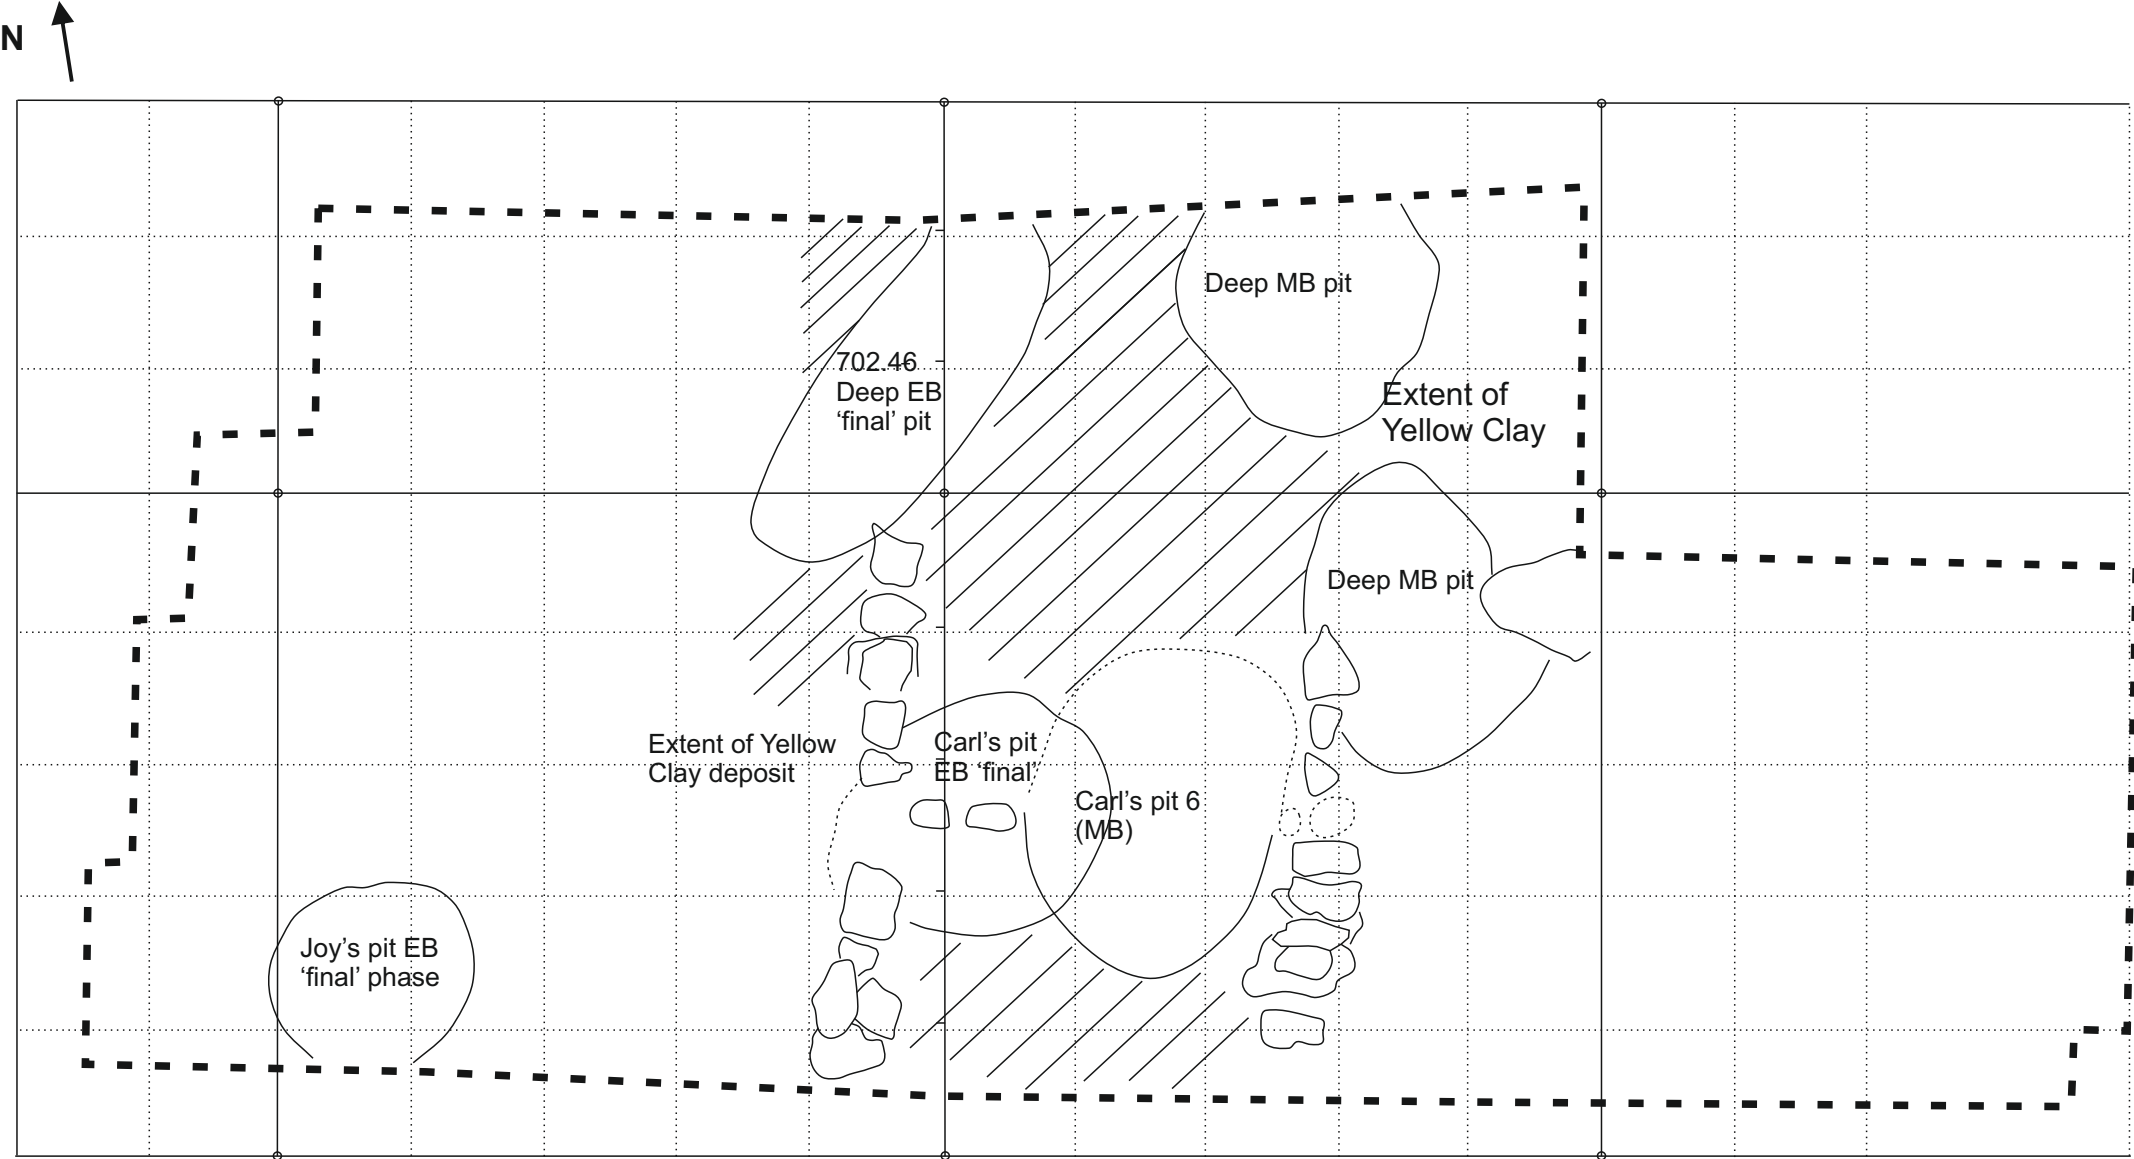 N
Deep MB pit
702.46
Deep EB
‘final’ pit
Extent of
Yellow Clay
Deep MB pit
Extent of Yellow
Clay deposit
Carl’s pit
EB ‘final’
Carl’s pit 6
(MB)
Joy’s pit EB
‘final’ phase